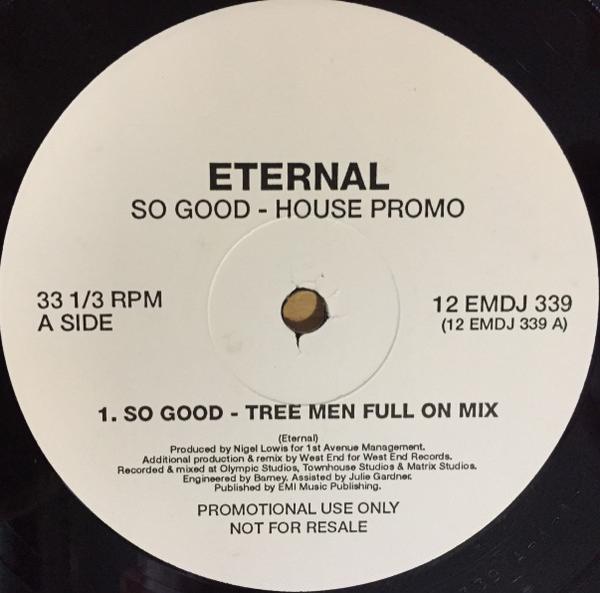 ETERNAL
SO GOOD - HOUSE PROMO
33 1/3 RPM
A SIDE
12 EMDJ 339
(12 EMDJ 339 A)
1. SO GOOD - TREE MEN FULL ON MIX
(Eternal)
Produced by Nigel Lowis for 1st Avenue Management.
Additional production & remix by West End for West End Records.
Recorded & mixed at Olympic Studios, Townhouse Studios & Matrix Studios.
Engineered by Barney. Assisted by Julie Gardner.
Published by EMI Music Publishing.
PROMOTIONAL USE ONLY
NOT FOR RESALE